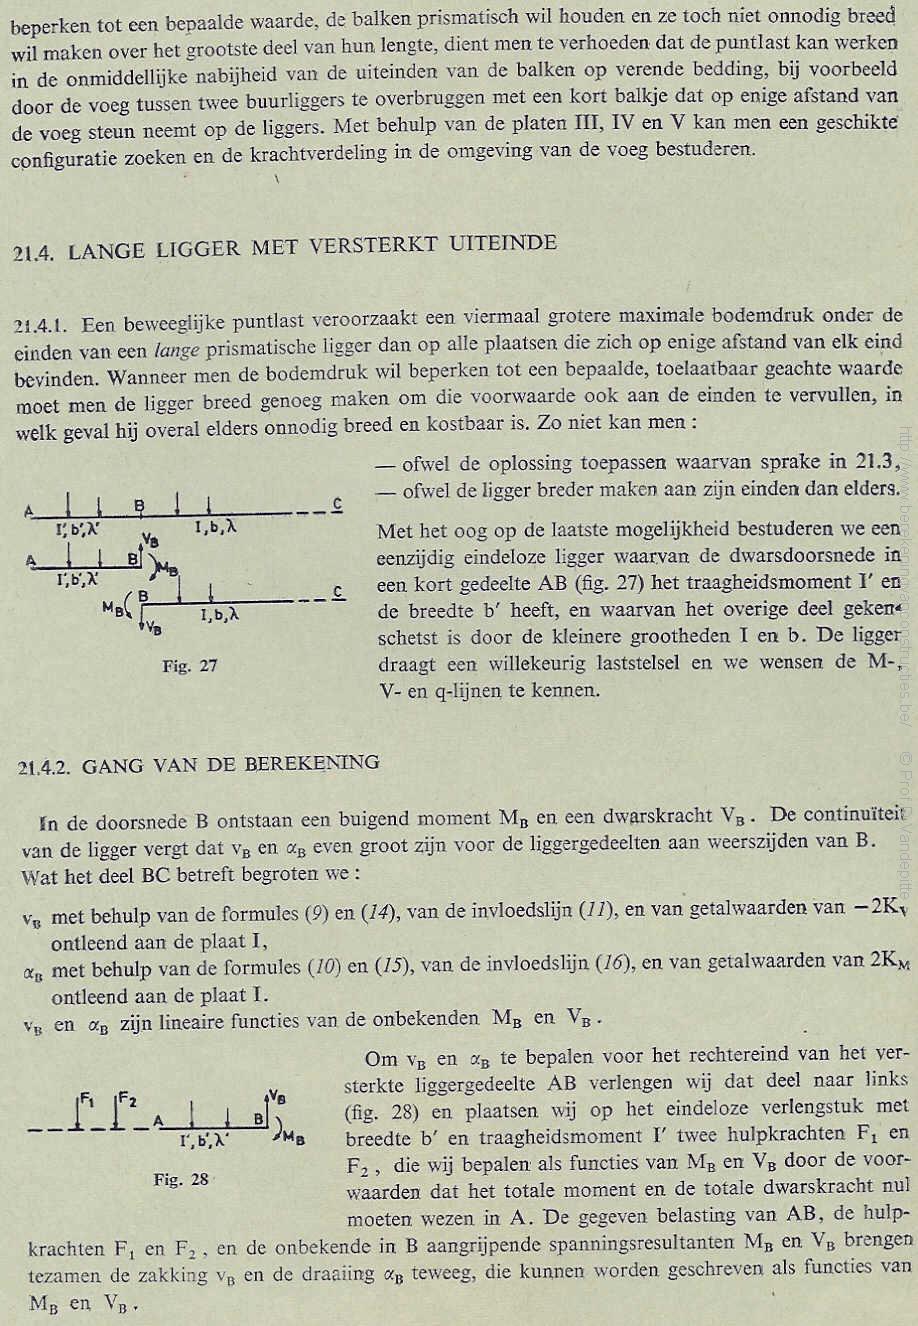 beperken tot een bepaalde waarde, de balken prismatisch wil houden en ze toch niet onnodig breed
wil maken over het grootste deel van hun lengte, dient men te verhoeden dat de puntlast kan werken
in de onmiddellijke nabijheid van de uiteinden van de balken op verende bedding, bij voorbeeld
door de voeg tussen twee buurliggers te overbruggen met een kort balkje dat op enige afstand van
de voeg steun neemt op de liggers. Met behulp van de platen III, IV en V kan men een geschikte
configuratie zoeken en de krachtverdeling in de omgeving van de voeg bestuderen.
21.4. LANGE LIGGER MET VERSTERKT UITEINDE
21.4.1. Een beweeglijke puntlast veroorzaakt een viermaal grotere maximale bodemdruk onder de
einden van een lange prismatische ligger dan op alle plaatsen die zich op enige afstand van elk eind
bevinden. Wanneer men de bodemdruk wil beperken tot een bepaalde, toelaatbaar geachte waarde
moet men de ligger breed genoeg maken om die voorwaarde ook aan de einden te vervullen, in
welk geval hij overal elders onnodig breed en kostbaar is. Zo niet kan men :
— ofwel de oplossing toepassen waarvan sprake in 21.3,
— ofwel de ligger breder maken aan zijn einden dan elders.
Met het oog op de laatste mogelijkheid bestuderen we een
eenzijdig eindeloze ligger waarvan de dwarsdoorsnede in
een kort gedeelte AB (fig. 27) het traagheidsmoment I′ en
de breedte b′ heeft, en waarvan het overige deel geken-
schetst is door de kleinere grootheden I en b. De ligger
draagt een willekeurig laststelsel en we wensen de M-,
V- en q-lijnen te kennen.
A B C
I′, b′, λ′ I, b, λ
A B V_B M_B
I′, b′, λ′
M_B B V_B C
I, b, λ
Fig. 27
21.4.2. GANG VAN DE BEREKENING
In de doorsnede B ontstaan een buigend moment M_B en een dwarskracht V_B. De continuïteit
van de ligger vergt dat v_B en α_B even groot zijn voor de liggergedeelten aan weerszijden van B.
Wat het deel BC betreft begroten we :
v_B met behulp van de formules (9) en (14), van de invloedslijn (11), en van getalwaarden van −2K_V
ontleend aan de plaat I,
α_B met behulp van de formules (10) en (15), van de invloedslijn (16), en van getalwaarden van 2K_M
ontleend aan de plaat I.
v_B en α_B zijn lineaire functies van de onbekenden M_B en V_B.
Om v_B en α_B te bepalen voor het rechtereind van het ver-
sterkte liggergedeelte AB verlengen wij dat deel naar links
(fig. 28) en plaatsen wij op het eindeloze verlengstuk met
breedte b′ en traagheidsmoment I′ twee hulpkrachten F₁ en
F₂, die wij bepalen als functies van M_B en V_B door de voor-
waarden dat het totale moment en de totale dwarskracht nul
moeten wezen in A. De gegeven belasting van AB, de hulp-
krachten F₁ en F₂, en de onbekende in B aangrijpende spanningsresultanten M_B en V_B brengen
tezamen de zakking v_B en de draaiing α_B teweeg, die kunnen worden geschreven als functies van
M_B en V_B.
F₁ F₂ A B V_B M_B
I′, b′, λ′
Fig. 28
© Prof. D. Vandepitte